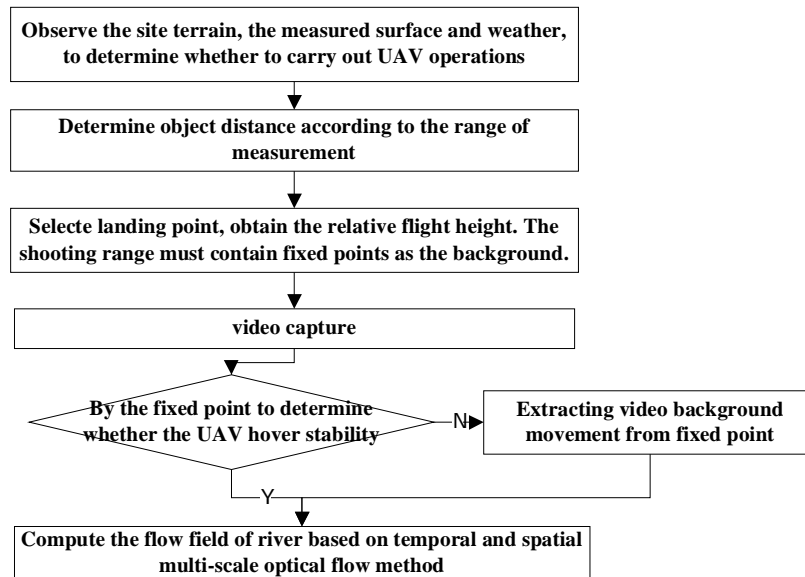 Observe the site terrain, the measured surface and weather,
to determine whether to carry out UAV operations
Determine object distance according to the range of
measurement
Selecte landing point, obtain the relative flight height. The
shooting range must contain fixed points as the background.
video capture
By the fixed point to determine
whether the UAV hover stability
N
Extracting video background
movement from fixed point
Y
Compute the flow field of river based on temporal and spatial
multi-scale optical flow method